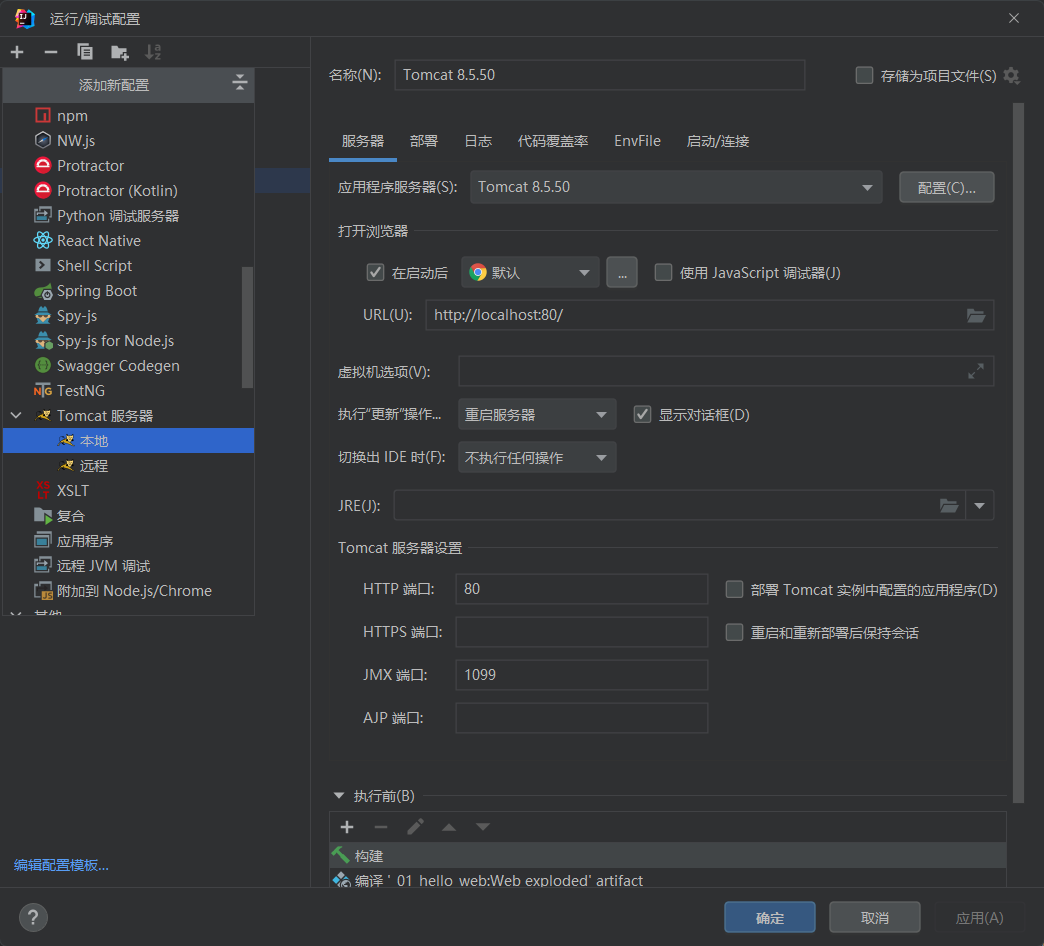 运行/调试配置
添加新配置
npm
NW.js
Protractor
Protractor (Kotlin)
Python 调试服务器
React Native
Shell Script
Spring Boot
Spy-js
Spy-js for Node.js
Swagger Codegen
TestNG
Tomcat 服务器
本地
远程
XSLT
复合
应用程序
远程 JVM 调试
附加到 Node.js/Chrome
其他
编辑配置模板...
名称(N): Tomcat 8.5.50 存储为项目文件(S)
服务器 部署 日志 代码覆盖率 EnvFile 启动/连接
应用程序服务器(S): Tomcat 8.5.50 配置(C)...
打开浏览器
在启动后 默认 ... 使用 JavaScript 调试器(J)
URL(U): http://localhost:80/
虚拟机选项(V):
执行“更新”操作... 重启服务器 显示对话框(D)
切换出 IDE 时(F): 不执行任何操作
JRE(J):
Tomcat 服务器设置
HTTP 端口: 80 部署 Tomcat 实例中配置的应用程序(D)
HTTPS 端口: 重启和重新部署后保持会话
JMX 端口: 1099
AJP 端口:
执行前(B)
构建
编译 '_01_hello_web:Web exploded' artifact
? 确定 取消 应用(A)